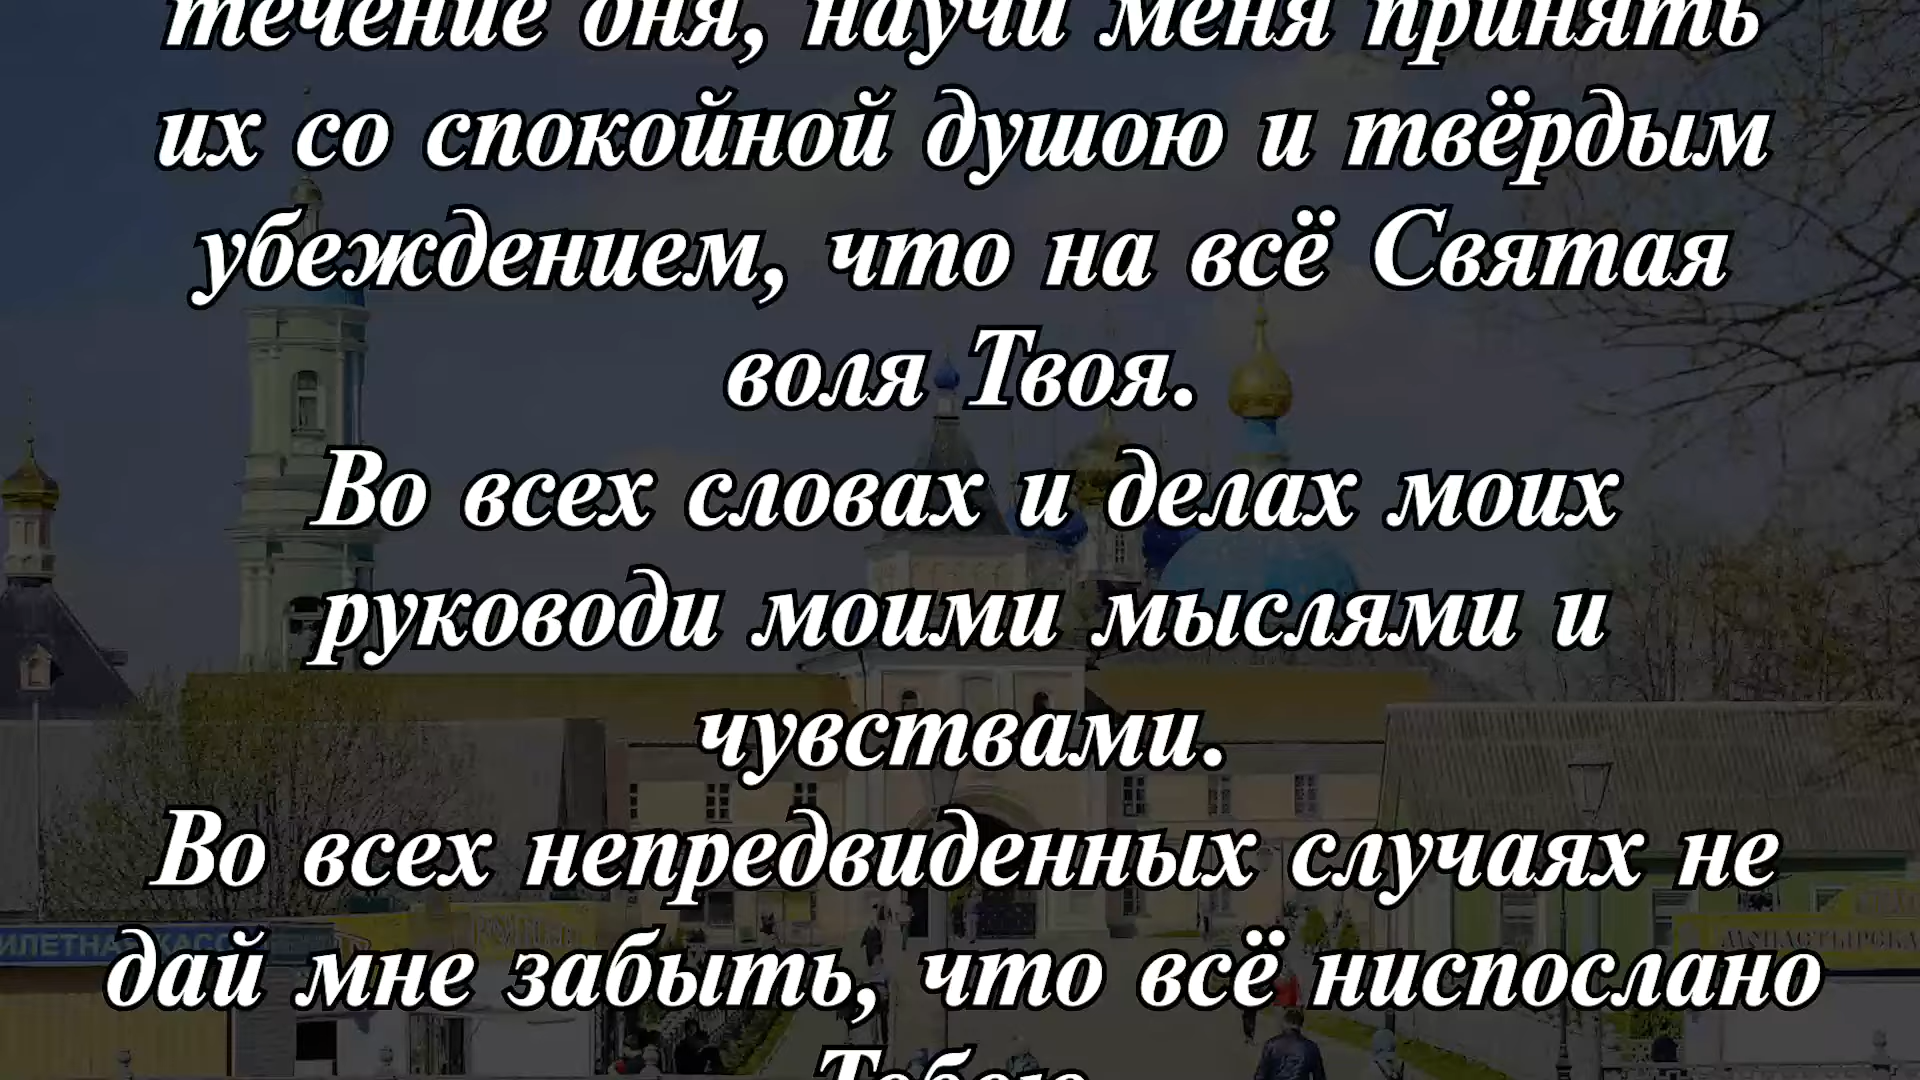 течение дня, научи меня принять
их со спокойной душою и твёрдым
убеждением, что на всё Святая
воля Твоя.
Во всех словах и делах моих
руководи моими мыслями и
чувствами.
Во всех непредвиденных случаях не
дай мне забыть, что всё ниспослано
Тобою